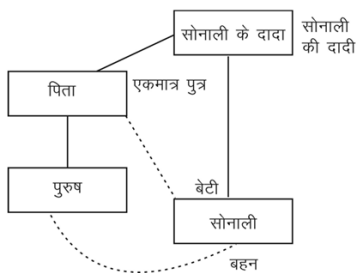 सोनाली के दादा
सोनाली
की दादी
पिता
एकमात्र पुत्र
पुरुष
बेटी
सोनाली
बहन